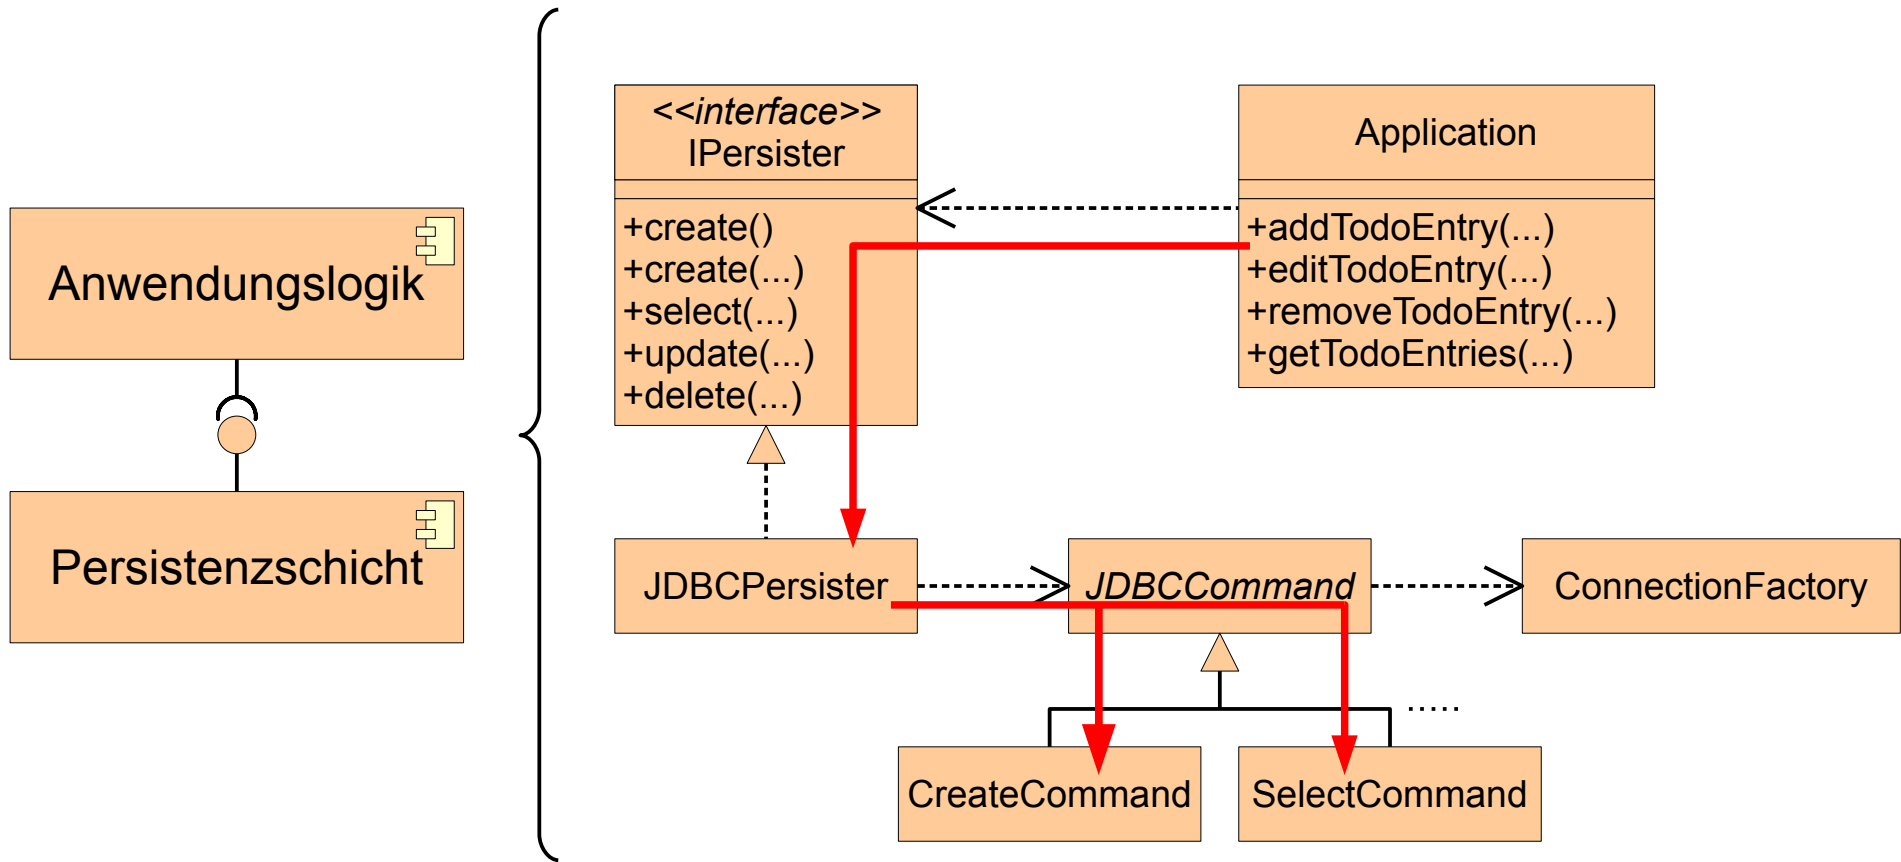 Anwendungslogik
Persistenzschicht
<<interface>>
IPersister
+create()
+create(...)
+select(...)
+update(...)
+delete(...)
Application
+addTodoEntry(...)
+editTodoEntry(...)
+removeTodoEntry(...)
+getTodoEntries(...)
JDBCPersister
JDBCCommand
ConnectionFactory
.....
CreateCommand
SelectCommand